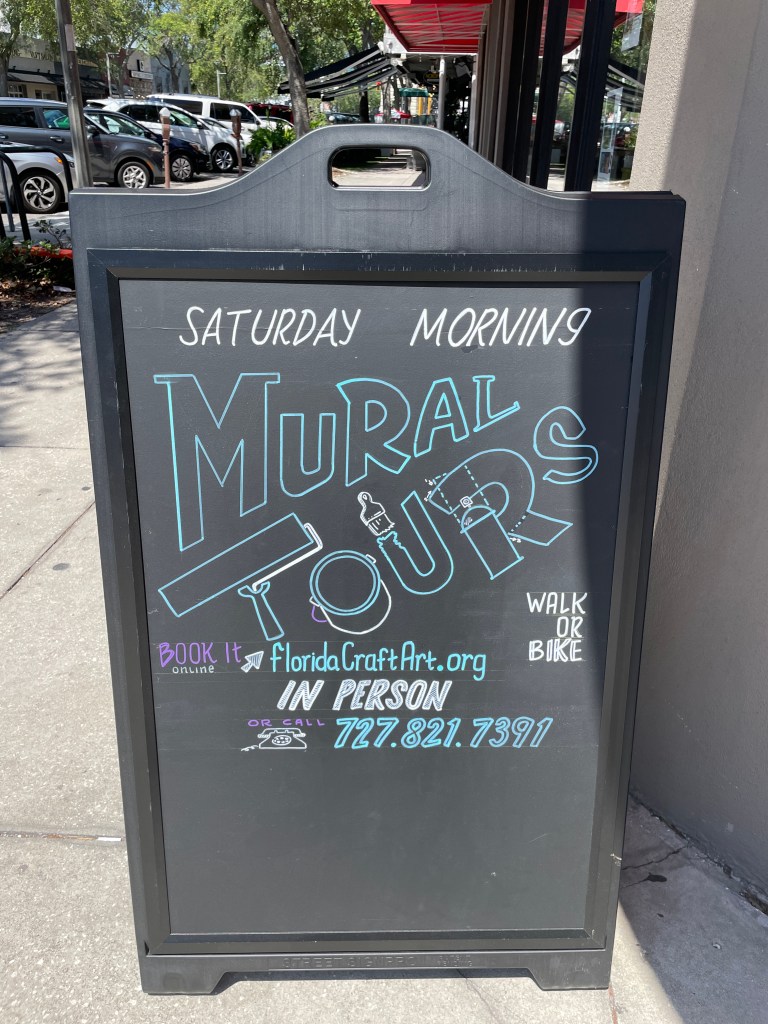 SATURDAY MORNING
MURAL
TOURS
WALK
OR
BIKE
BOOK It
online
floridaCraftArt.org
IN PERSON
OR CALL
727.821.7391